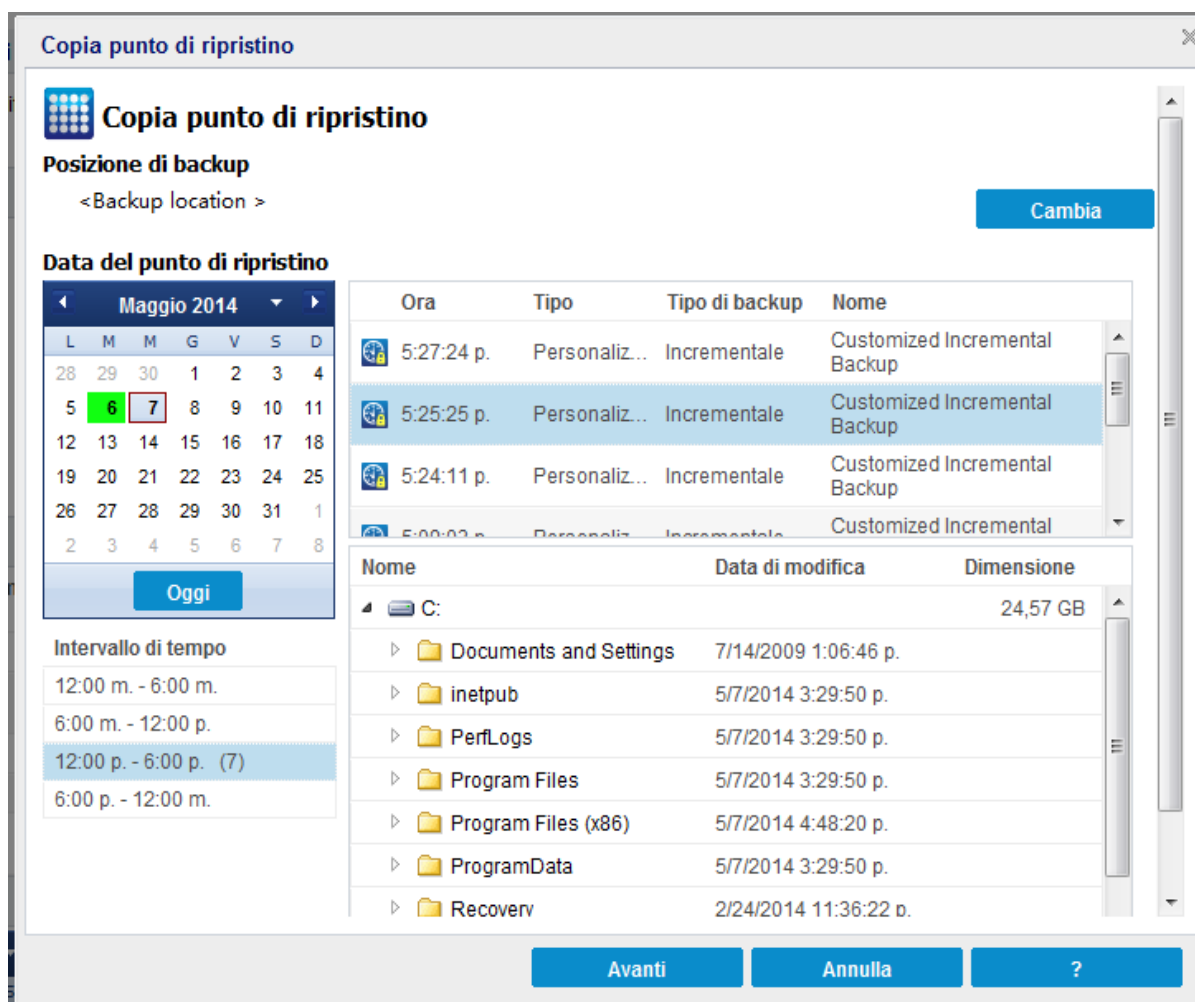 Copia punto di ripristino
Copia punto di ripristino
Posizione di backup
<Backup location >
Cambia
Data del punto di ripristino
Maggio 2014
L M M G V S D
28 29 30 1 2 3 4
5 6 7 8 9 10 11
12 13 14 15 16 17 18
19 20 21 22 23 24 25
26 27 28 29 30 31 1
2 3 4 5 6 7 8
Oggi
Intervallo di tempo
12:00 m. - 6:00 m.
6:00 m. - 12:00 p.
12:00 p. - 6:00 p. (7)
6:00 p. - 12:00 m.
Ora Tipo Tipo di backup Nome
5:27:24 p. Personaliz... Incrementale Customized Incremental
Backup
5:25:25 p. Personaliz... Incrementale Customized Incremental
Backup
5:24:11 p. Personaliz... Incrementale Customized Incremental
Backup
Personaliz... Incrementale Customized Incremental
Nome Data di modifica Dimensione
C: 24,57 GB
Documents and Settings 7/14/2009 1:06:46 p.
inetpub 5/7/2014 3:29:50 p.
PerfLogs 5/7/2014 3:29:50 p.
Program Files 5/7/2014 3:29:50 p.
Program Files (x86) 5/7/2014 4:48:20 p.
ProgramData 5/7/2014 3:29:50 p.
Recovery 2/24/2014 11:36:22 p.
Avanti Annulla ?